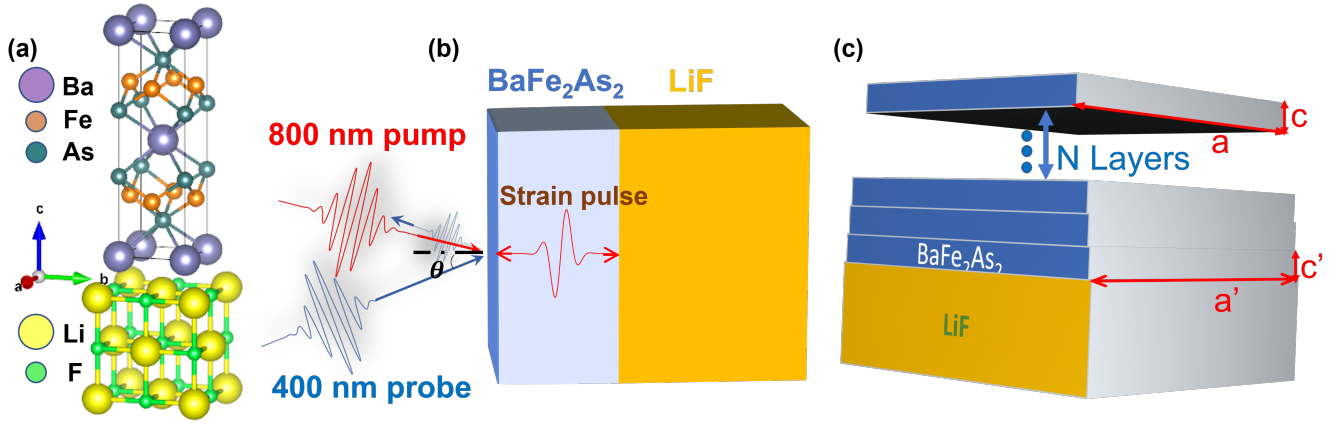 (a)
Ba
Fe
As
c
a
b
Li
F
(b)
BaFe₂As₂
LiF
800 nm pump
Strain pulse
θ
400 nm probe
(c)
c
a
N Layers
BaFe₂As₂
c’
a’
LiF